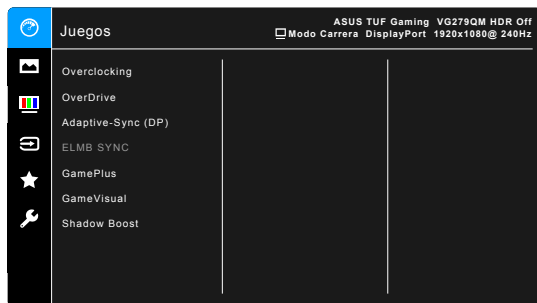 Juegos
ASUS TUF Gaming VG279QM HDR Off
Modo Carrera DisplayPort 1920x1080@ 240Hz
Overclocking
OverDrive
Adaptive-Sync (DP)
ELMB SYNC
GamePlus
GameVisual
Shadow Boost